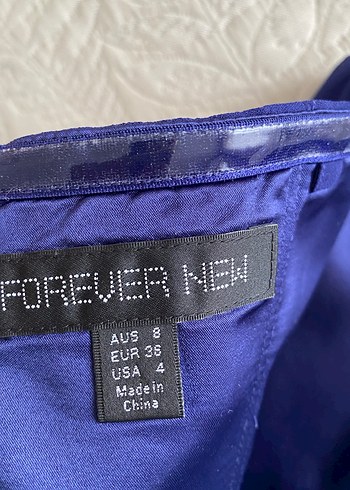 FOREVER NEW
AUS 8
EUR 36
USA 4
Made in
China